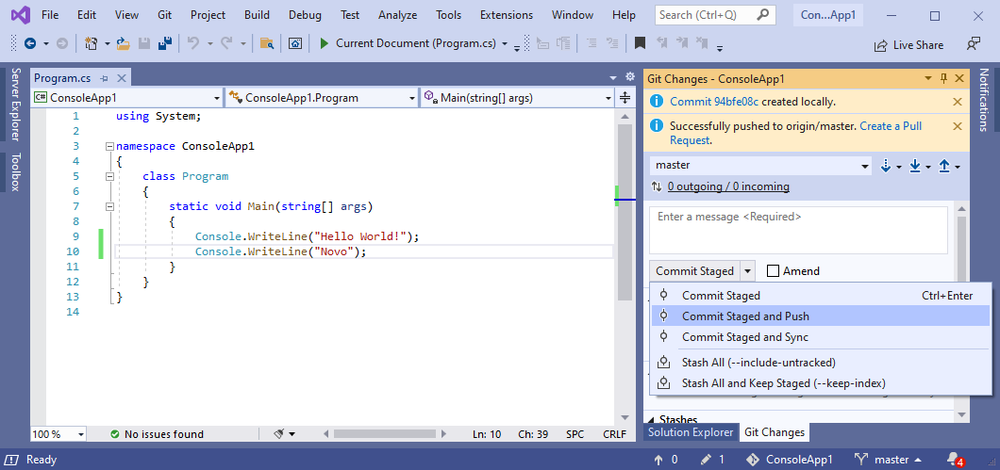 File Edit View Git Project Build Debug Test Analyze Tools Extensions Window Help Search (Ctrl+Q) Con...App1
Current Document (Program.cs) Live Share
Server Explorer
Toolbox
Program.cs
C# ConsoleApp1 ConsoleApp1.Program Main(string[] args)
1 using System;
2
3 namespace ConsoleApp1
4 {
5 class Program
6 {
7 static void Main(string[] args)
8 {
9 Console.WriteLine("Hello World!");
10 Console.WriteLine("Novo");
11 }
12 }
13 }
14
100 % No issues found Ln: 10 Ch: 39 SPC CRLF
Git Changes - ConsoleApp1
Commit 94bfe08c created locally.
Successfully pushed to origin/master. Create a Pull
Request.
master
0 outgoing / 0 incoming
Enter a message <Required>
Commit Staged Amend
Commit Staged Ctrl+Enter
Commit Staged and Push
Commit Staged and Sync
Stash All (--include-untracked)
Stash All and Keep Staged (--keep-index)
Stashes
Solution Explorer Git Changes
Notifications
Ready 0 1 ConsoleApp1 master 4